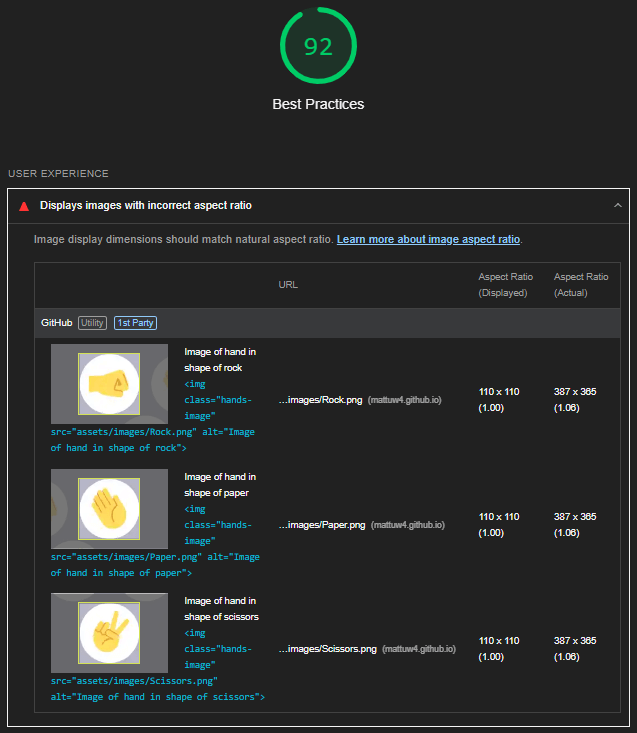 92
Best Practices
USER EXPERIENCE
Displays images with incorrect aspect ratio
Image display dimensions should match natural aspect ratio. Learn more about image aspect ratio.
URL
Aspect Ratio
(Displayed)
Aspect Ratio
(Actual)
GitHub Utility 1st Party
Image of hand in
shape of rock
<img
class="hands-
image"
src="assets/images/Rock.png" alt="Image
of hand in shape of rock">
…images/Rock.png (mattuw4.github.io)
110 x 110
(1.00)
387 x 365
(1.06)
Image of hand in
shape of paper
<img
class="hands-
image"
src="assets/images/Paper.png" alt="Image
of hand in shape of paper">
…images/Paper.png (mattuw4.github.io)
110 x 110
(1.00)
387 x 365
(1.06)
Image of hand in
shape of scissors
<img
class="hands-
image"
src="assets/images/Scissors.png"
alt="Image of hand in shape of scissors">
…images/Scissors.png (mattuw4.github.io)
110 x 110
(1.00)
387 x 365
(1.06)